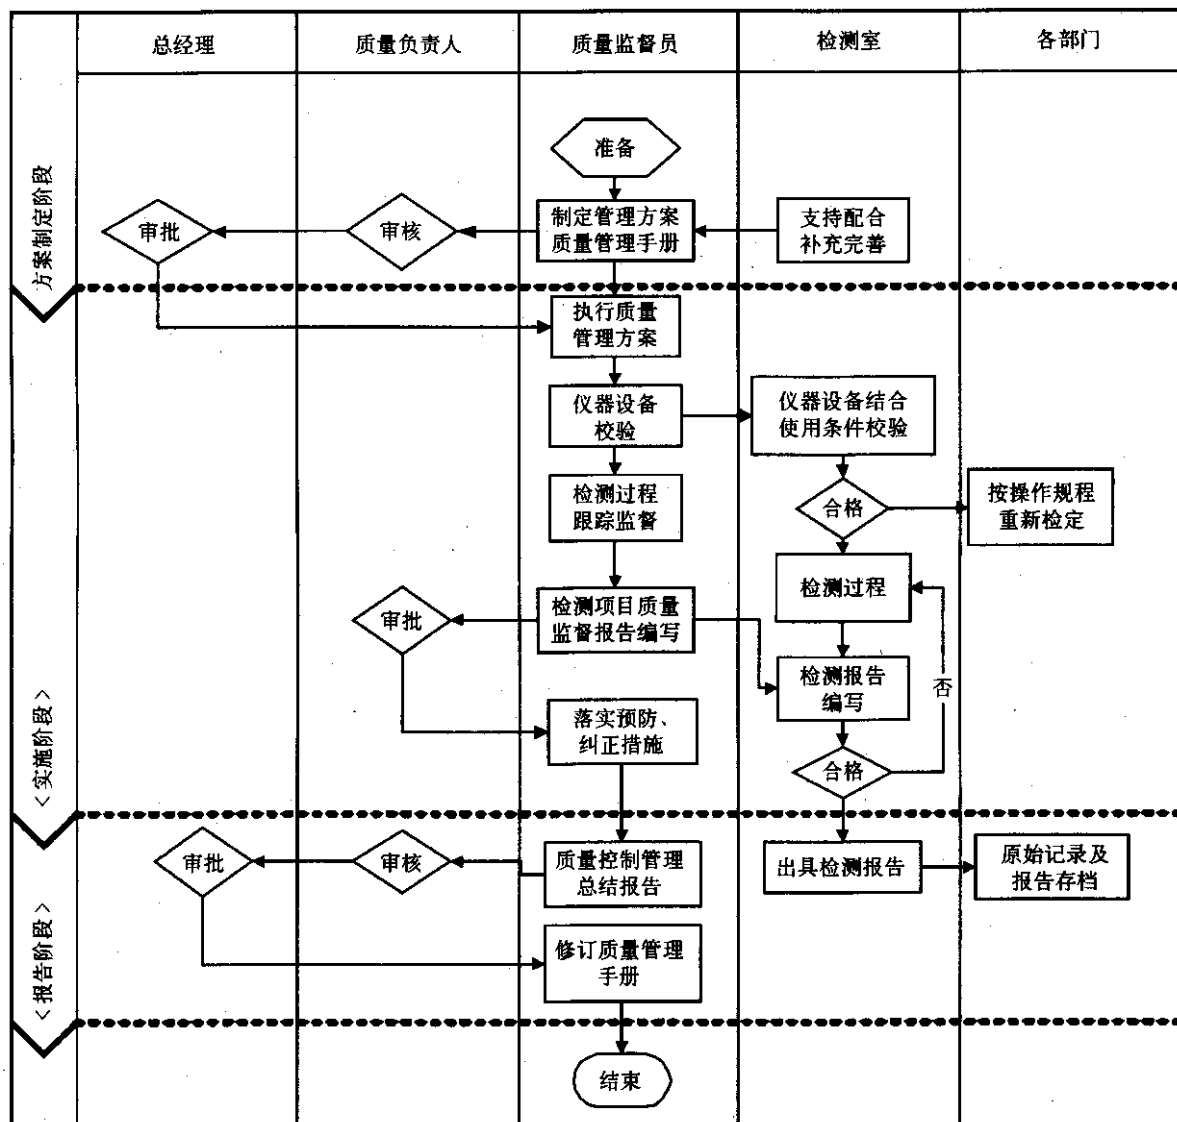 总经理
质量负责人
质量监督员
检测室
各部门
方案制定阶段
准备
制定管理方案
质量管理手册
支持配合
补充完善
审核
审批
<实施阶段>
执行质量
管理方案
仪器设备
校验
仪器设备结合
使用条件校验
检测过程
跟踪监督
合格
按操作规程
重新检定
检测过程
检测项目质量
监督报告编写
审批
检测报告
编写
否
落实预防、
纠正措施
合格
<报告阶段>
质量控制管理
总结报告
审核
审批
出具检测报告
原始记录及
报告存档
修订质量管理
手册
结束